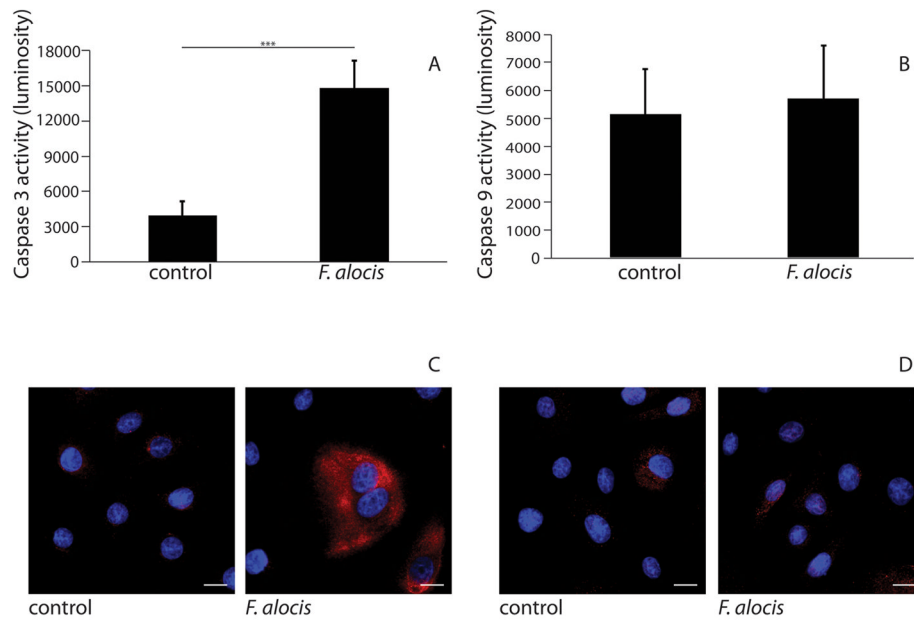 ***
A
Caspase 3 activity (luminosity)
18000
15000
12000
9000
6000
3000
0
control
F. alocis
B
Caspase 9 activity (luminosity)
8000
7000
6000
5000
4000
3000
2000
1000
0
control
F. alocis
C
control
F. alocis
D
control
F. alocis